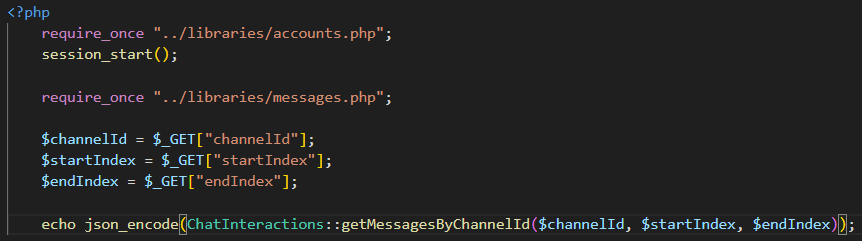 <?php
require_once "../libraries/accounts.php";
session_start();
require_once "../libraries/messages.php";
$channelId = $_GET["channelId"];
$startIndex = $_GET["startIndex"];
$endIndex = $_GET["endIndex"];
echo json_encode(ChatInteractions::getMessagesByChannelId($channelId, $startIndex, $endIndex));